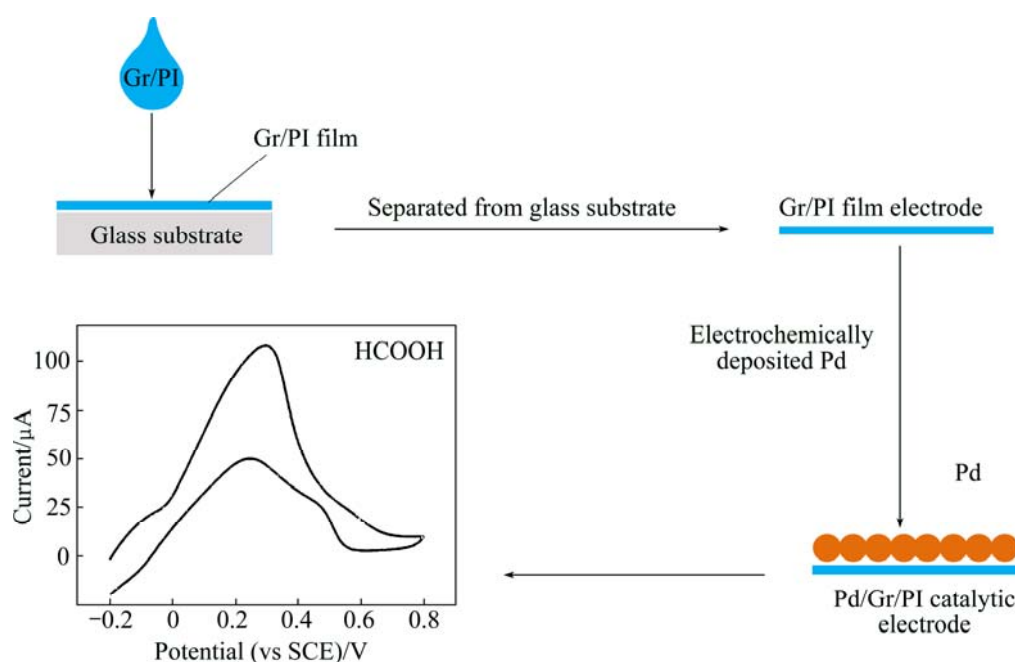 Gr/PI
Gr/PI film
Glass substrate
Separated from glass substrate
Gr/PI film electrode
Electrochemically
deposited Pd
Pd
Pd/Gr/PI catalytic
electrode
HCOOH
100
75
50
25
0
Current/μA
−0.2 0 0.2 0.4 0.6 0.8
Potential (vs SCE)/V